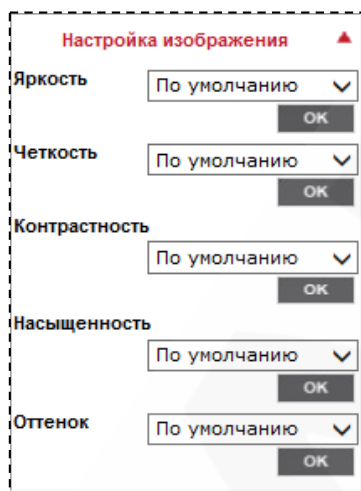 Настройка изображения
Яркость
По умолчанию
OK
Четкость
По умолчанию
OK
Контрастность
По умолчанию
OK
Насыщенность
По умолчанию
OK
Оттенок
По умолчанию
OK